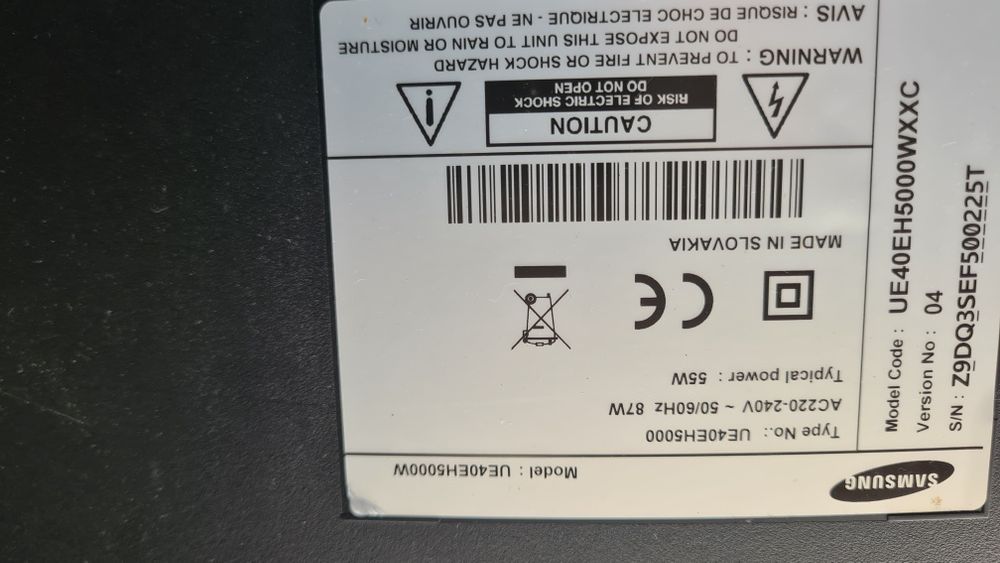 SAMSUNG
Model : UE40EH5000W
Type No.: UE40EH5000
AC220-240V ~ 50/60Hz 87W
Typical power : 55W
CE
MADE IN SLOVAKIA
CAUTION
RISK OF ELECTRIC SHOCK
DO NOT OPEN
WARNING : TO PREVENT FIRE OR SHOCK HAZARD
DO NOT EXPOSE THIS UNIT TO RAIN OR MOISTURE
AVIS : RISQUE DE CHOC ELECTRIQUE - NE PAS OUVRIR
Model Code : UE40EH5000WXXC
Version No : 04
S/N : Z9DQ3SEF500225T